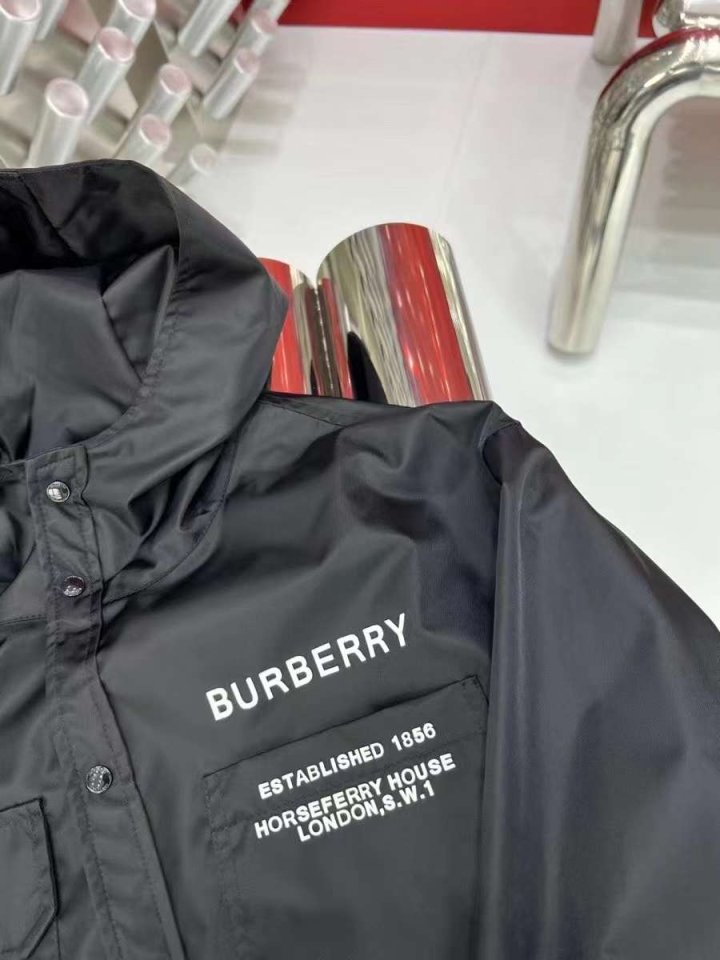 BURBERRY
ESTABLISHED 1856
HORSEFERRY HOUSE
LONDON,S.W.1